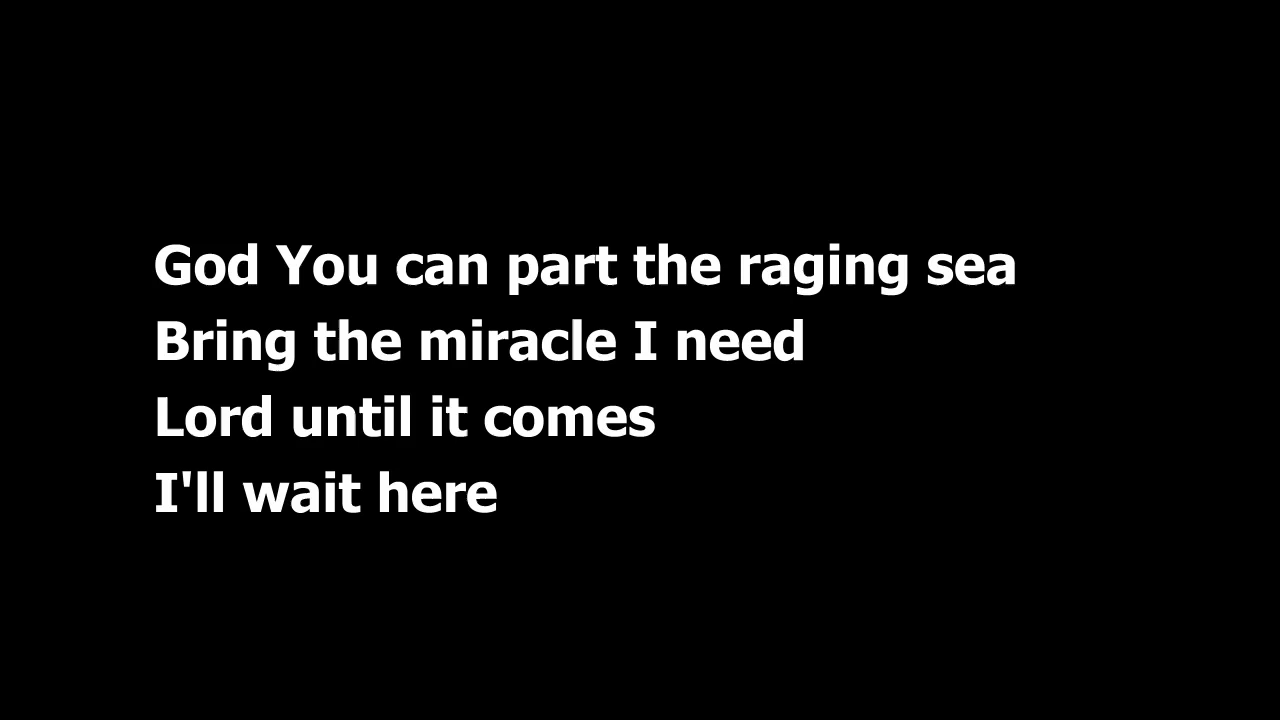 God You can part the raging sea
Bring the miracle I need
Lord until it comes
I'll wait here